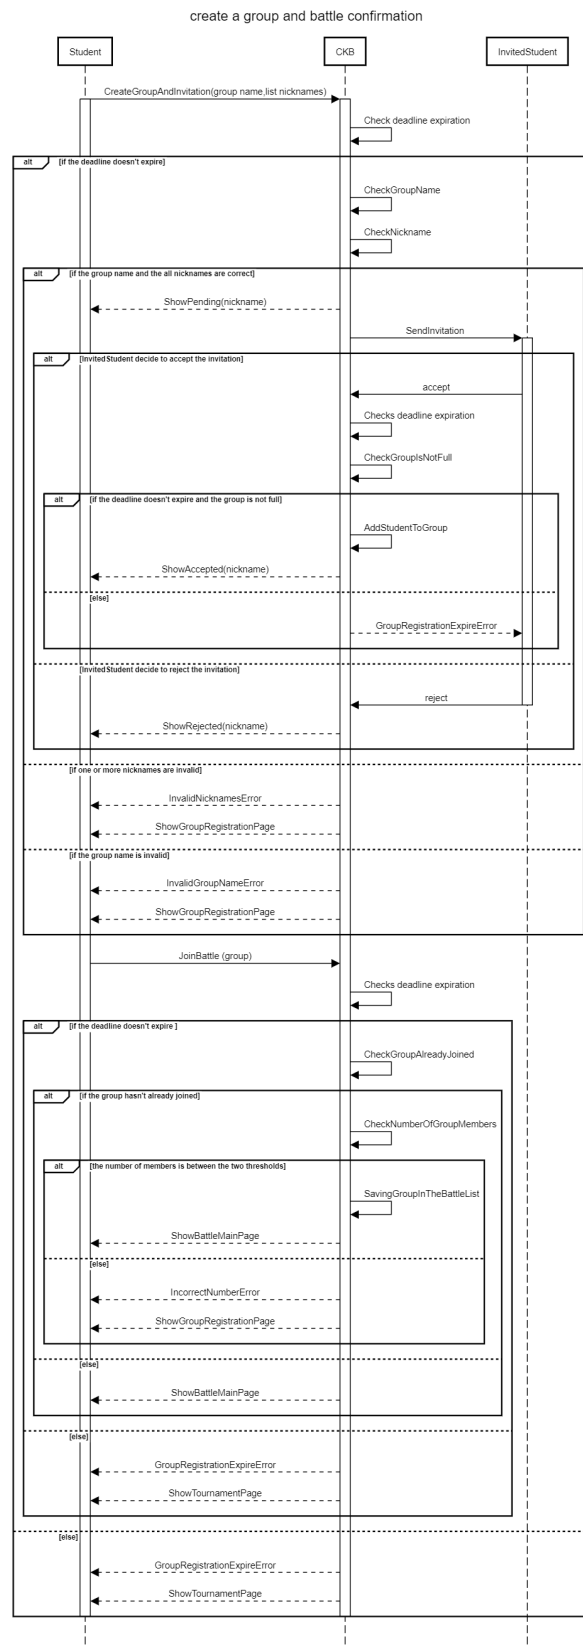 create a group and battle confirmation
Student
CKB
InvitedStudent
CreateGroupAndInvitation(group name,list nicknames)
Check deadline expiration
alt
[if the deadline doesn't expire]
CheckGroupName
CheckNickname
alt
[if the group name and the all nicknames are correct]
ShowPending(nickname)
SendInvitation
alt
[InvitedStudent decide to accept the invitation]
accept
Checks deadline expiration
CheckGroupIsNotFull
alt
[if the deadline doesn't expire and the group is not full]
AddStudentToGroup
ShowAccepted(nickname)
[else]
GroupRegistrationExpireError
[InvitedStudent decide to reject the invitation]
reject
ShowRejected(nickname)
[if one or more nicknames are invalid]
InvalidNicknamesError
ShowGroupRegistrationPage
[if the group name is invalid]
InvalidGroupNameError
ShowGroupRegistrationPage
JoinBattle (group)
Checks deadline expiration
alt
[if the deadline doesn't expire ]
CheckGroupAlreadyJoined
alt
[if the group hasn't already joined]
CheckNumberOfGroupMembers
alt
[the number of members is between the two thresholds]
SavingGroupInTheBattleList
ShowBattleMainPage
[else]
IncorrectNumberError
ShowGroupRegistrationPage
[else]
ShowBattleMainPage
[else]
GroupRegistrationExpireError
ShowTournamentPage
[else]
GroupRegistrationExpireError
ShowTournamentPage